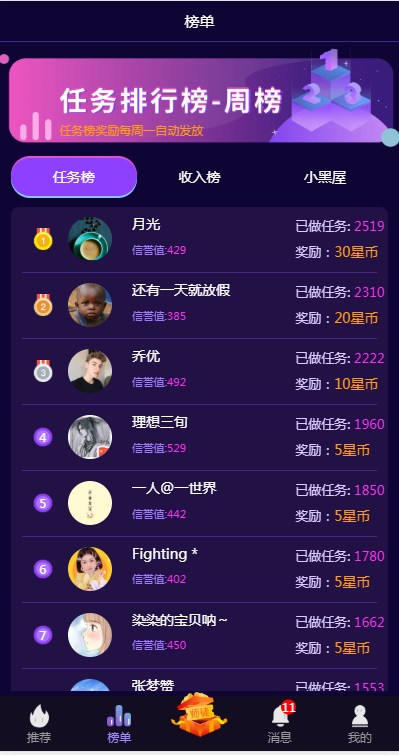 榜单
任务排行榜-周榜
任务榜奖励每周一自动发放
1
2 3
任务榜 收入榜 小黑屋
月光 已做任务: 2519
信誉值:429 奖励：30星币
2
还有一天就放假 已做任务: 2310
信誉值:385 奖励：20星币
3
乔优 已做任务: 2222
信誉值:492 奖励：10星币
4
理想三旬 已做任务: 1960
信誉值:529 奖励：5星币
5
一人@一世界 已做任务: 1850
信誉值:442 奖励：5星币
6
Fighting * 已做任务: 1780
信誉值:402 奖励：5星币
7
染染的宝贝呐～ 已做任务: 1662
信誉值:450 奖励：5星币
张梦赞 已做任务: 1553
师徒 11
推荐 榜单 消息 我的